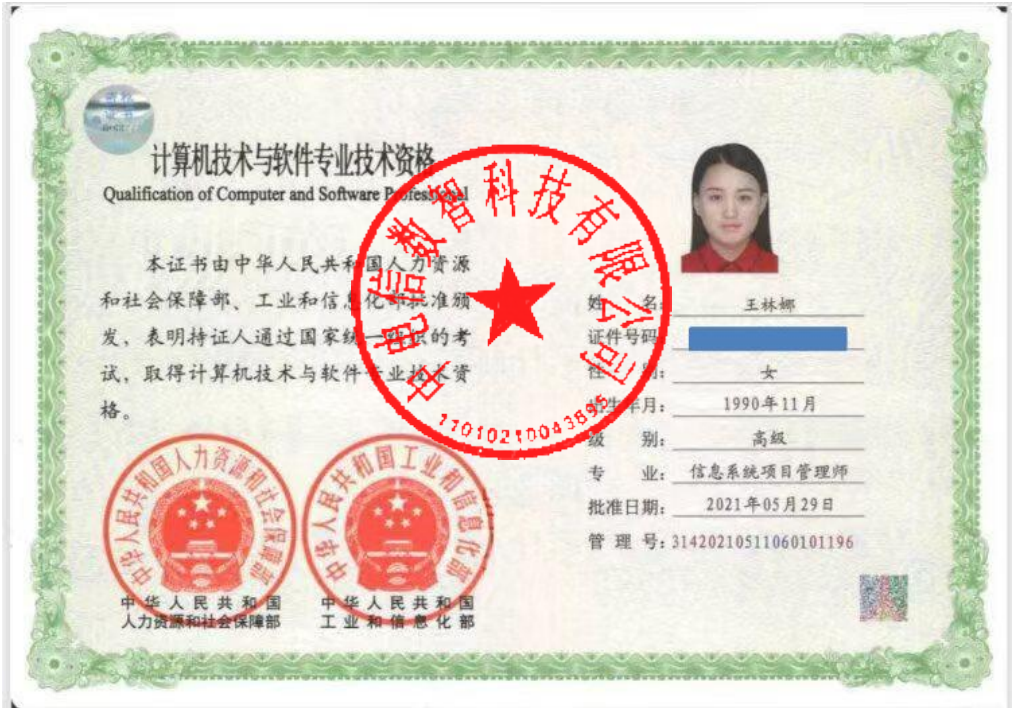 计算机技术与软件专业技术资格
Qualification of Computer and Software Professional
本证书由中华人民共和国人力资源
和社会保障部、工业和信息化部批准颁
发，表明持证人通过国家统一组织的考
试，取得计算机技术与软件专业技术资
格。
中华人民共和国人力资源和社会保障部
中华人民共和国工业和信息化部
中华人民共和国
人力资源和社会保障部
中华人民共和国
工业和信息化部
中电信数智科技有限公司
11010210043895
姓 名： 王林娜
证件号码：
性 别： 女
出生年月： 1990年11月
级 别： 高级
专 业： 信息系统项目管理师
批准日期： 2021年05月29日
管 理 号：31420210511060101196